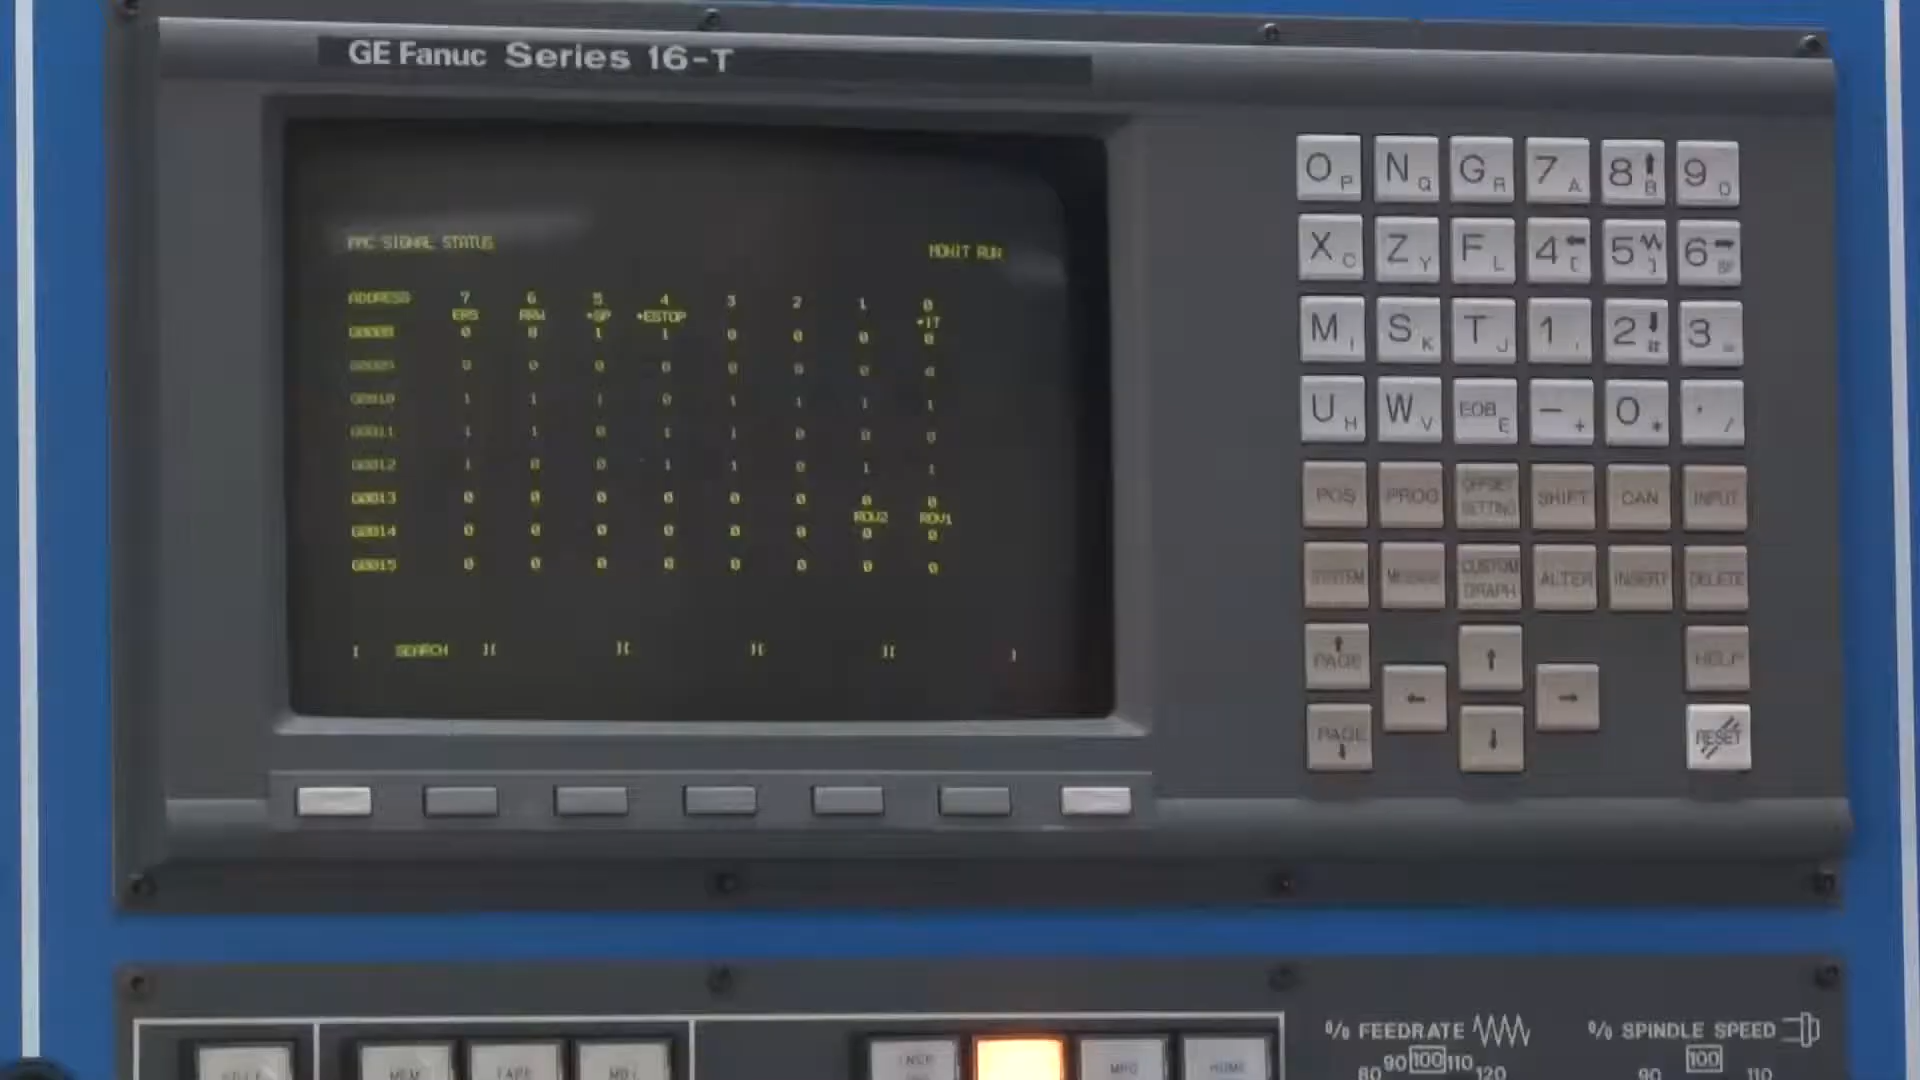 GE Fanuc Series 16-T
PMC SIGNAL STATUS
MONIT RUN
ADDRESS 7 6 5 4 3 2 1 0
ERS RRW *SP *ESTOP *IT
G0008 0 0 1 1 0 0 0 0
G0009 0 0 0 0 0 0 0 0
G0010 1 1 1 0 1 1 1 1
G0011 1 1 0 1 1 0 0 0
G0012 1 0 0 1 1 0 1 1
G0013 0 0 0 0 0 0 0 0
ROV2 ROV1
G0014 0 0 0 0 0 0 0 0
G0015 0 0 0 0 0 0 0 0
[ SEARCH ][ ][ ][ ][ ]
O P N Q G R 7 A 8 B 9 D
X C Z Y F L 4 [ 5 ] 6 SP
M I S K T J 1 , 2 # 3 =
U H W V EOB E - + 0 * . /
POS PROG OFFSET SETTING SHIFT CAN INPUT
SYSTEM MESSAGE CUSTOM GRAPH ALTER INSERT DELETE
PAGE HELP
PAGE RESET
% FEEDRATE
80 90 100 110 120
% SPINDLE SPEED
90 100 110
EDIT MEM TAPE MDI INCR MPG HOME